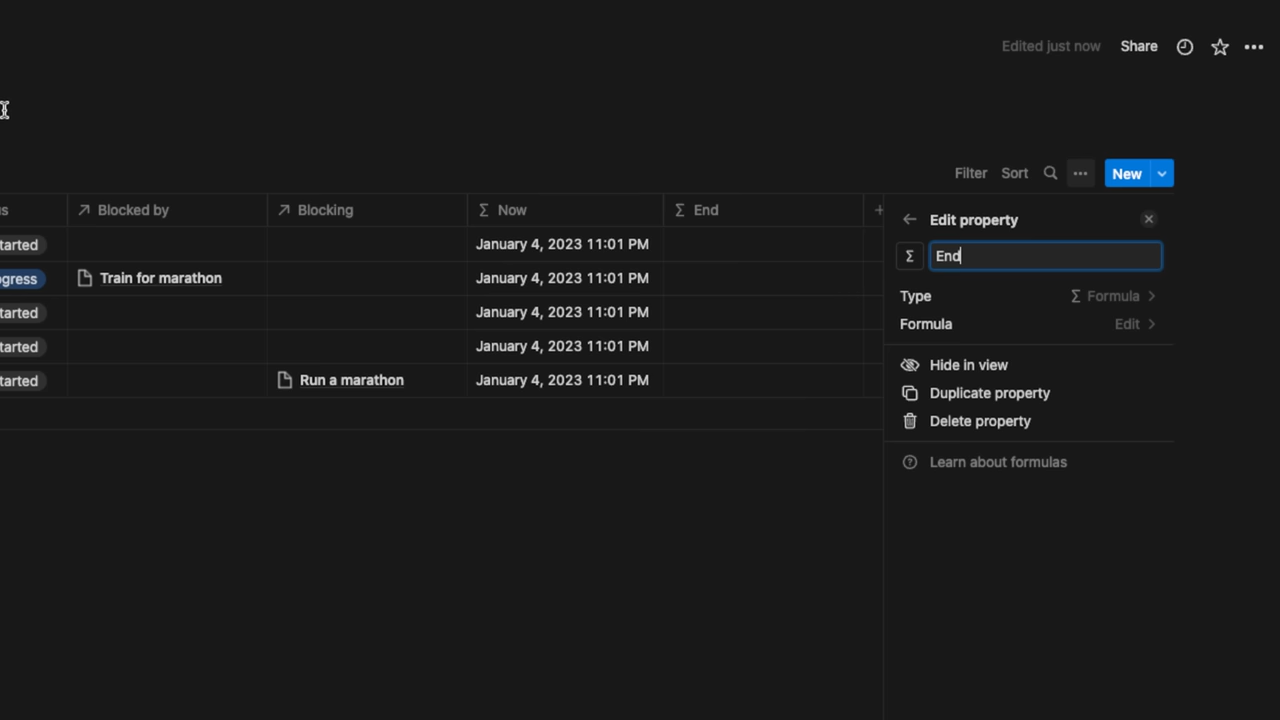 Edited just now Share
Filter Sort New
s Blocked by Blocking Σ Now Σ End +
tarted January 4, 2023 11:01 PM
gress Train for marathon January 4, 2023 11:01 PM
tarted January 4, 2023 11:01 PM
tarted January 4, 2023 11:01 PM
tarted Run a marathon January 4, 2023 11:01 PM
Edit property
Σ End
Type Σ Formula
Formula Edit
Hide in view
Duplicate property
Delete property
Learn about formulas